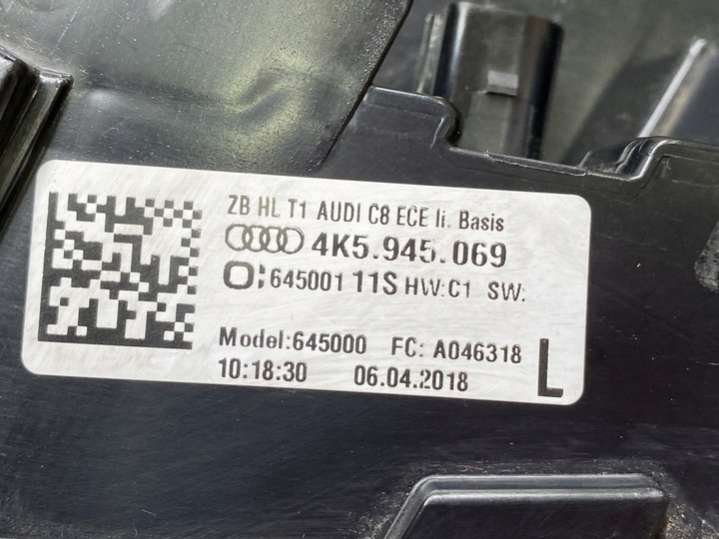 ZB HL T1 AUDI C8 ECE li. Basis
4K5.945.069
645001 11S HW:C1 SW:
Model:645000 FC: A046318
10:18:30 06.04.2018 L